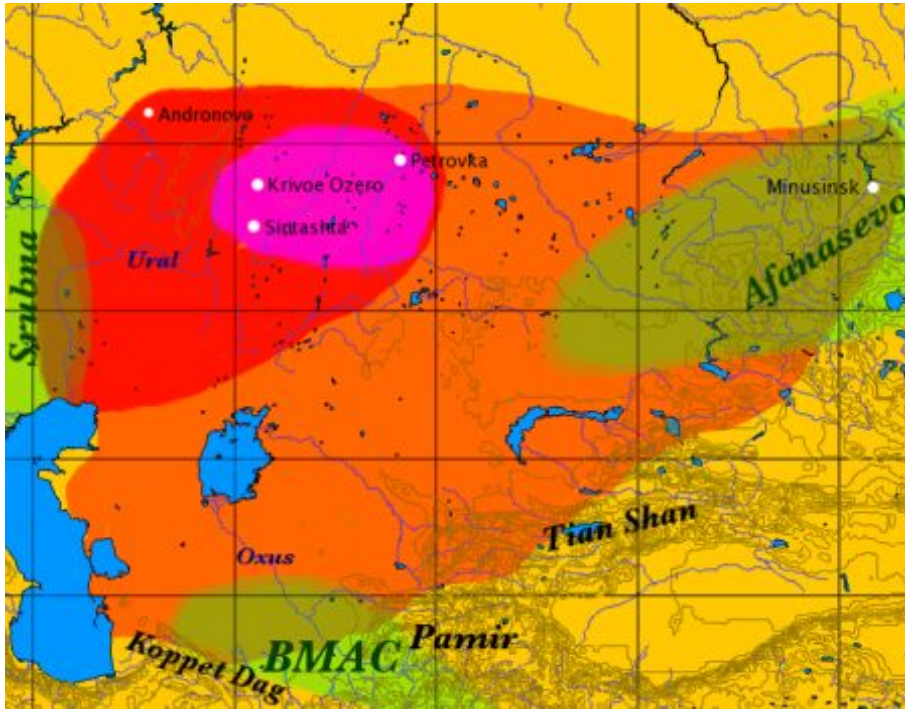 Andronovo
Petrovka
Krivoe Ozero
Minusinsk
Sintashta
Afanasevo
Srubna
Ural
Tian Shan
Oxus
Pamir
BMAC
Koppet Dag